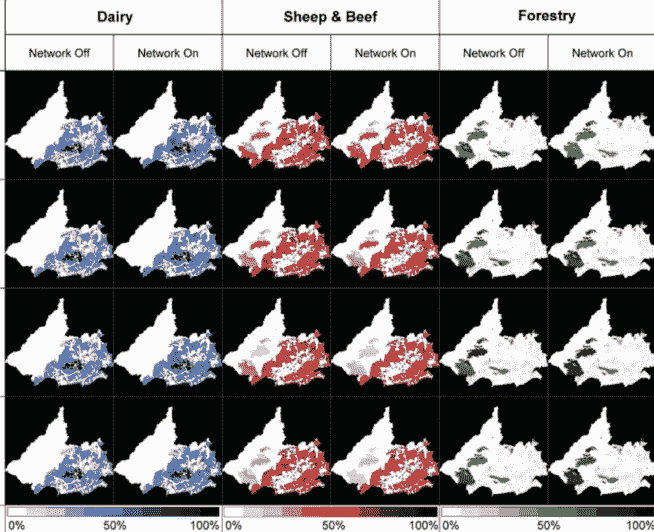 Dairy Sheep & Beef Forestry
Network Off Network On Network Off Network On Network Off Network On
0% 50% 100% 0% 50% 100% 0% 50% 100%